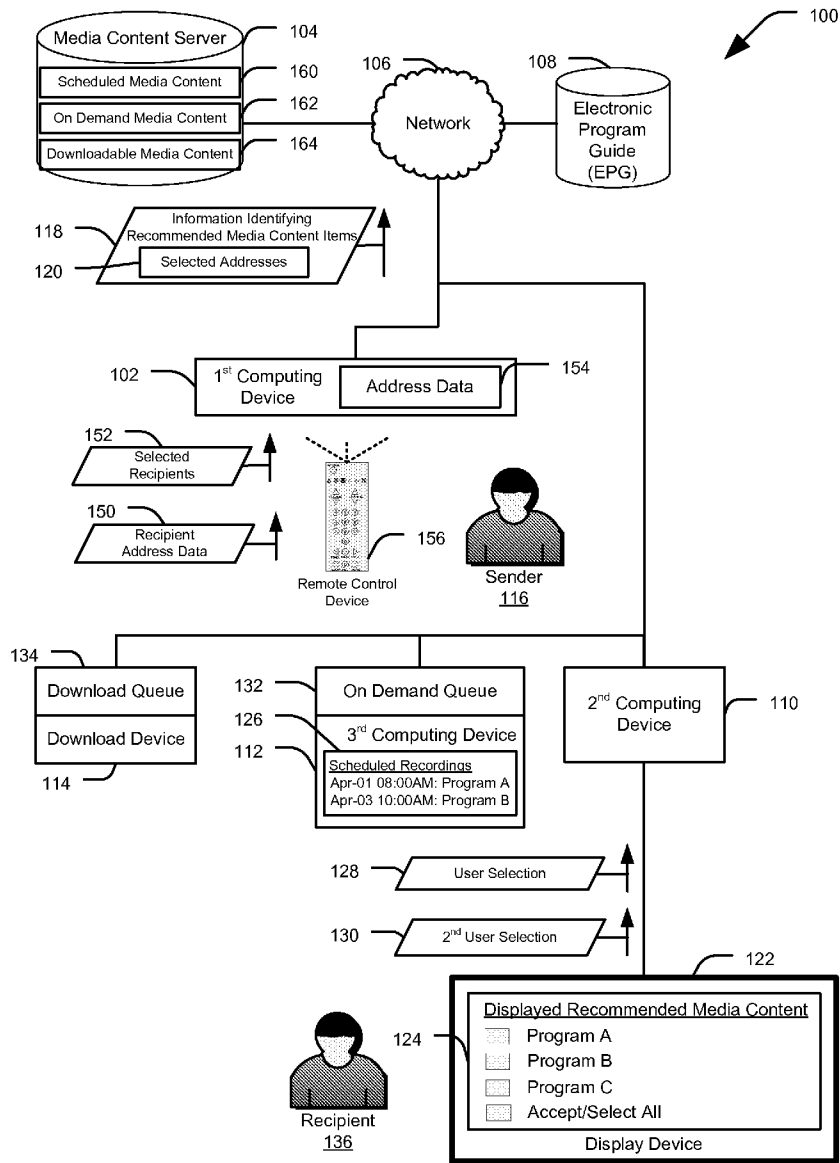 100
Media Content Server
104
Scheduled Media Content
160
On Demand Media Content
162
Downloadable Media Content
164
106
Network
108
Electronic
Program
Guide
(EPG)
118
Information Identifying
Recommended Media Content Items
120
Selected Addresses
102
1st Computing
Device
Address Data
154
152
Selected
Recipients
150
Recipient
Address Data
156
Remote Control
Device
Sender
116
134
Download Queue
Download Device
114
132
On Demand Queue
126
3rd Computing Device
112
Scheduled Recordings
Apr-01 08:00AM: Program A
Apr-03 10:00AM: Program B
2nd Computing
Device
110
128
User Selection
130
2nd User Selection
122
Displayed Recommended Media Content
124
Program A
Program B
Program C
Accept/Select All
Display Device
Recipient
136